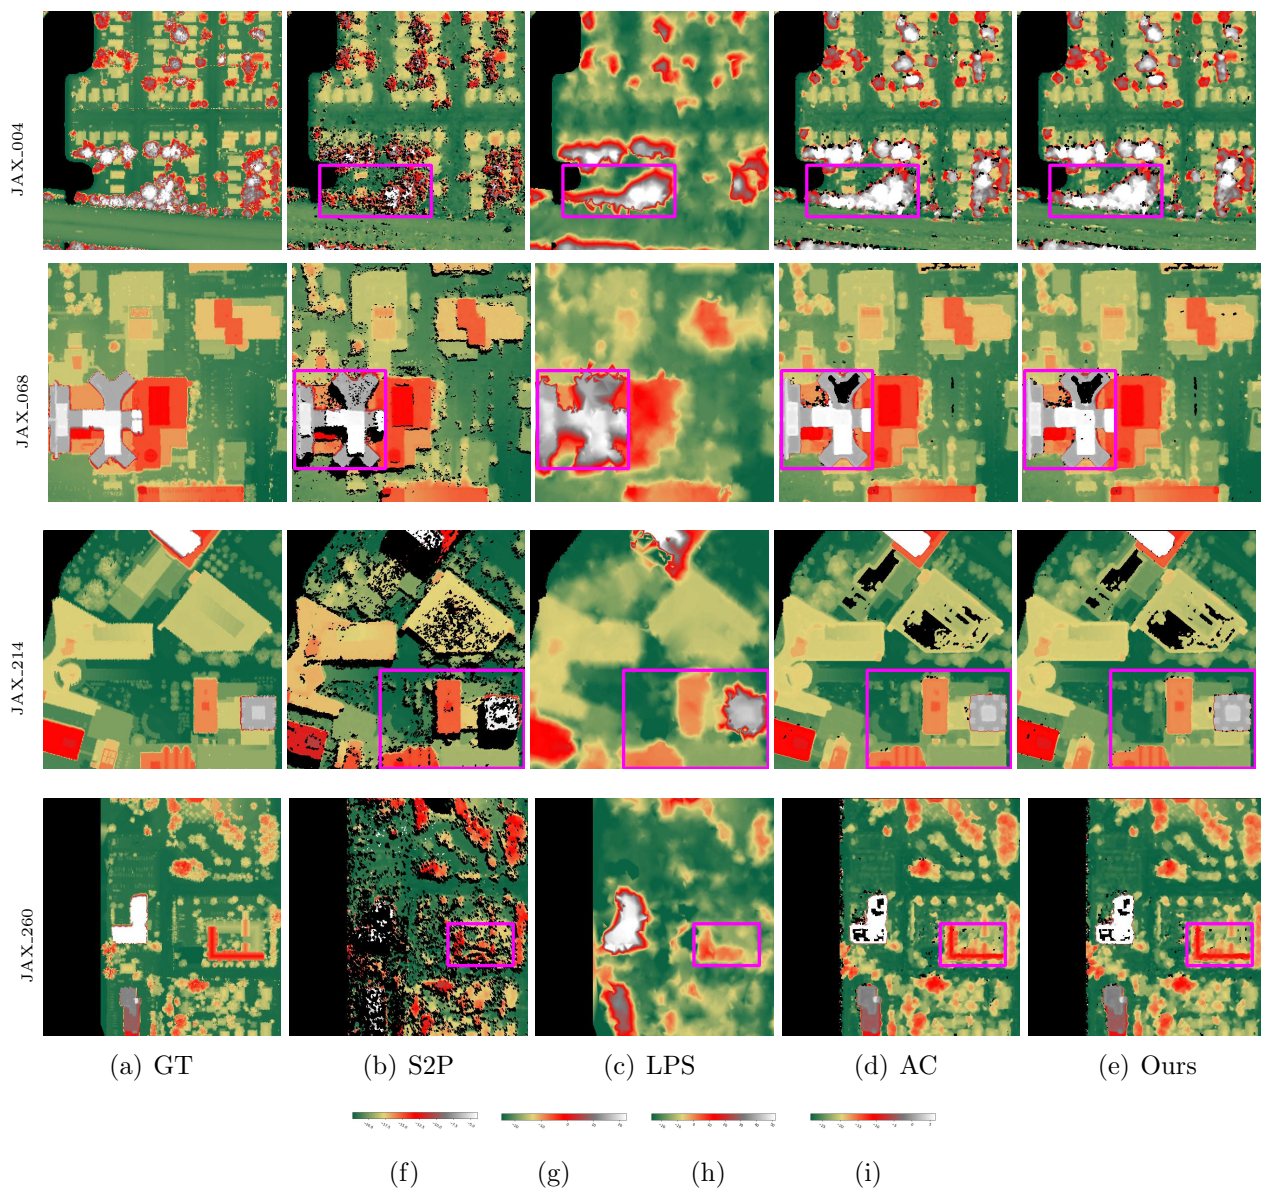 JAX_004
JAX_068
JAX_214
JAX_260
(a) GT (b) S2P (c) LPS (d) AC (e) Ours
(f) (g) (h) (i)